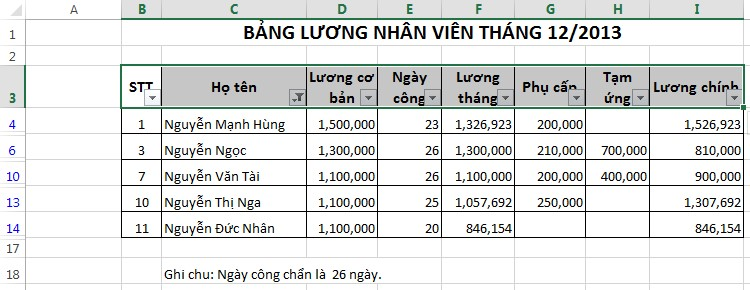 A B C D E F G H I
1 BẢNG LƯƠNG NHÂN VIÊN THÁNG 12/2013
2
3 STT Họ tên Lương cơ bản Ngày công Lương tháng Phụ cấp Tạm ứng Lương chính
4 1 Nguyễn Mạnh Hùng 1,500,000 23 1,326,923 200,000 1,526,923
6 3 Nguyễn Ngọc 1,300,000 26 1,300,000 210,000 700,000 810,000
10 7 Nguyễn Văn Tài 1,100,000 26 1,100,000 200,000 400,000 900,000
13 10 Nguyễn Thị Nga 1,100,000 25 1,057,692 250,000 1,307,692
14 11 Nguyễn Đức Nhân 1,100,000 20 846,154 846,154
17
18 Ghi chu: Ngày công chẩn là 26 ngày.